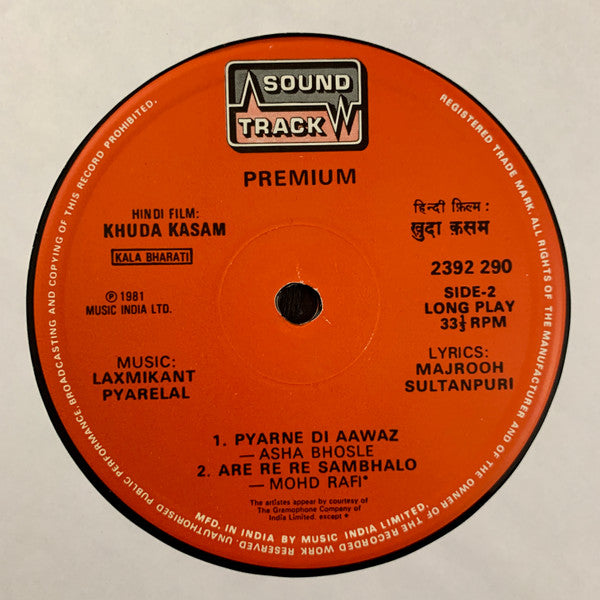 SOUND
TRACK
PREMIUM
HINDI FILM:
KHUDA KASAM
KALA BHARATI
℗ 1981
MUSIC INDIA LTD.
हिन्दी फ़िल्म :
ख़ुदा क़सम
2392 290
SIDE-2
LONG PLAY
33⅓ RPM
MUSIC:
LAXMIKANT
PYARELAL
LYRICS:
MAJROOH
SULTANPURI
1. PYARNE DI AAWAZ
— ASHA BHOSLE
2. ARE RE RE SAMBHALO
— MOHD RAFI*
The artistes appear by courtesy of
The Gramophone Company of
India Limited. except *
MFD. IN INDIA BY MUSIC INDIA LIMITED.
REGISTERED TRADE MARK. ALL RIGHTS OF THE MANUFACTURER AND OF THE OWNER OF THE RECORDED WORK RESERVED. UNAUTHORISED PUBLIC PERFORMANCE, BROADCASTING AND COPYING OF THIS RECORD PROHIBITED.